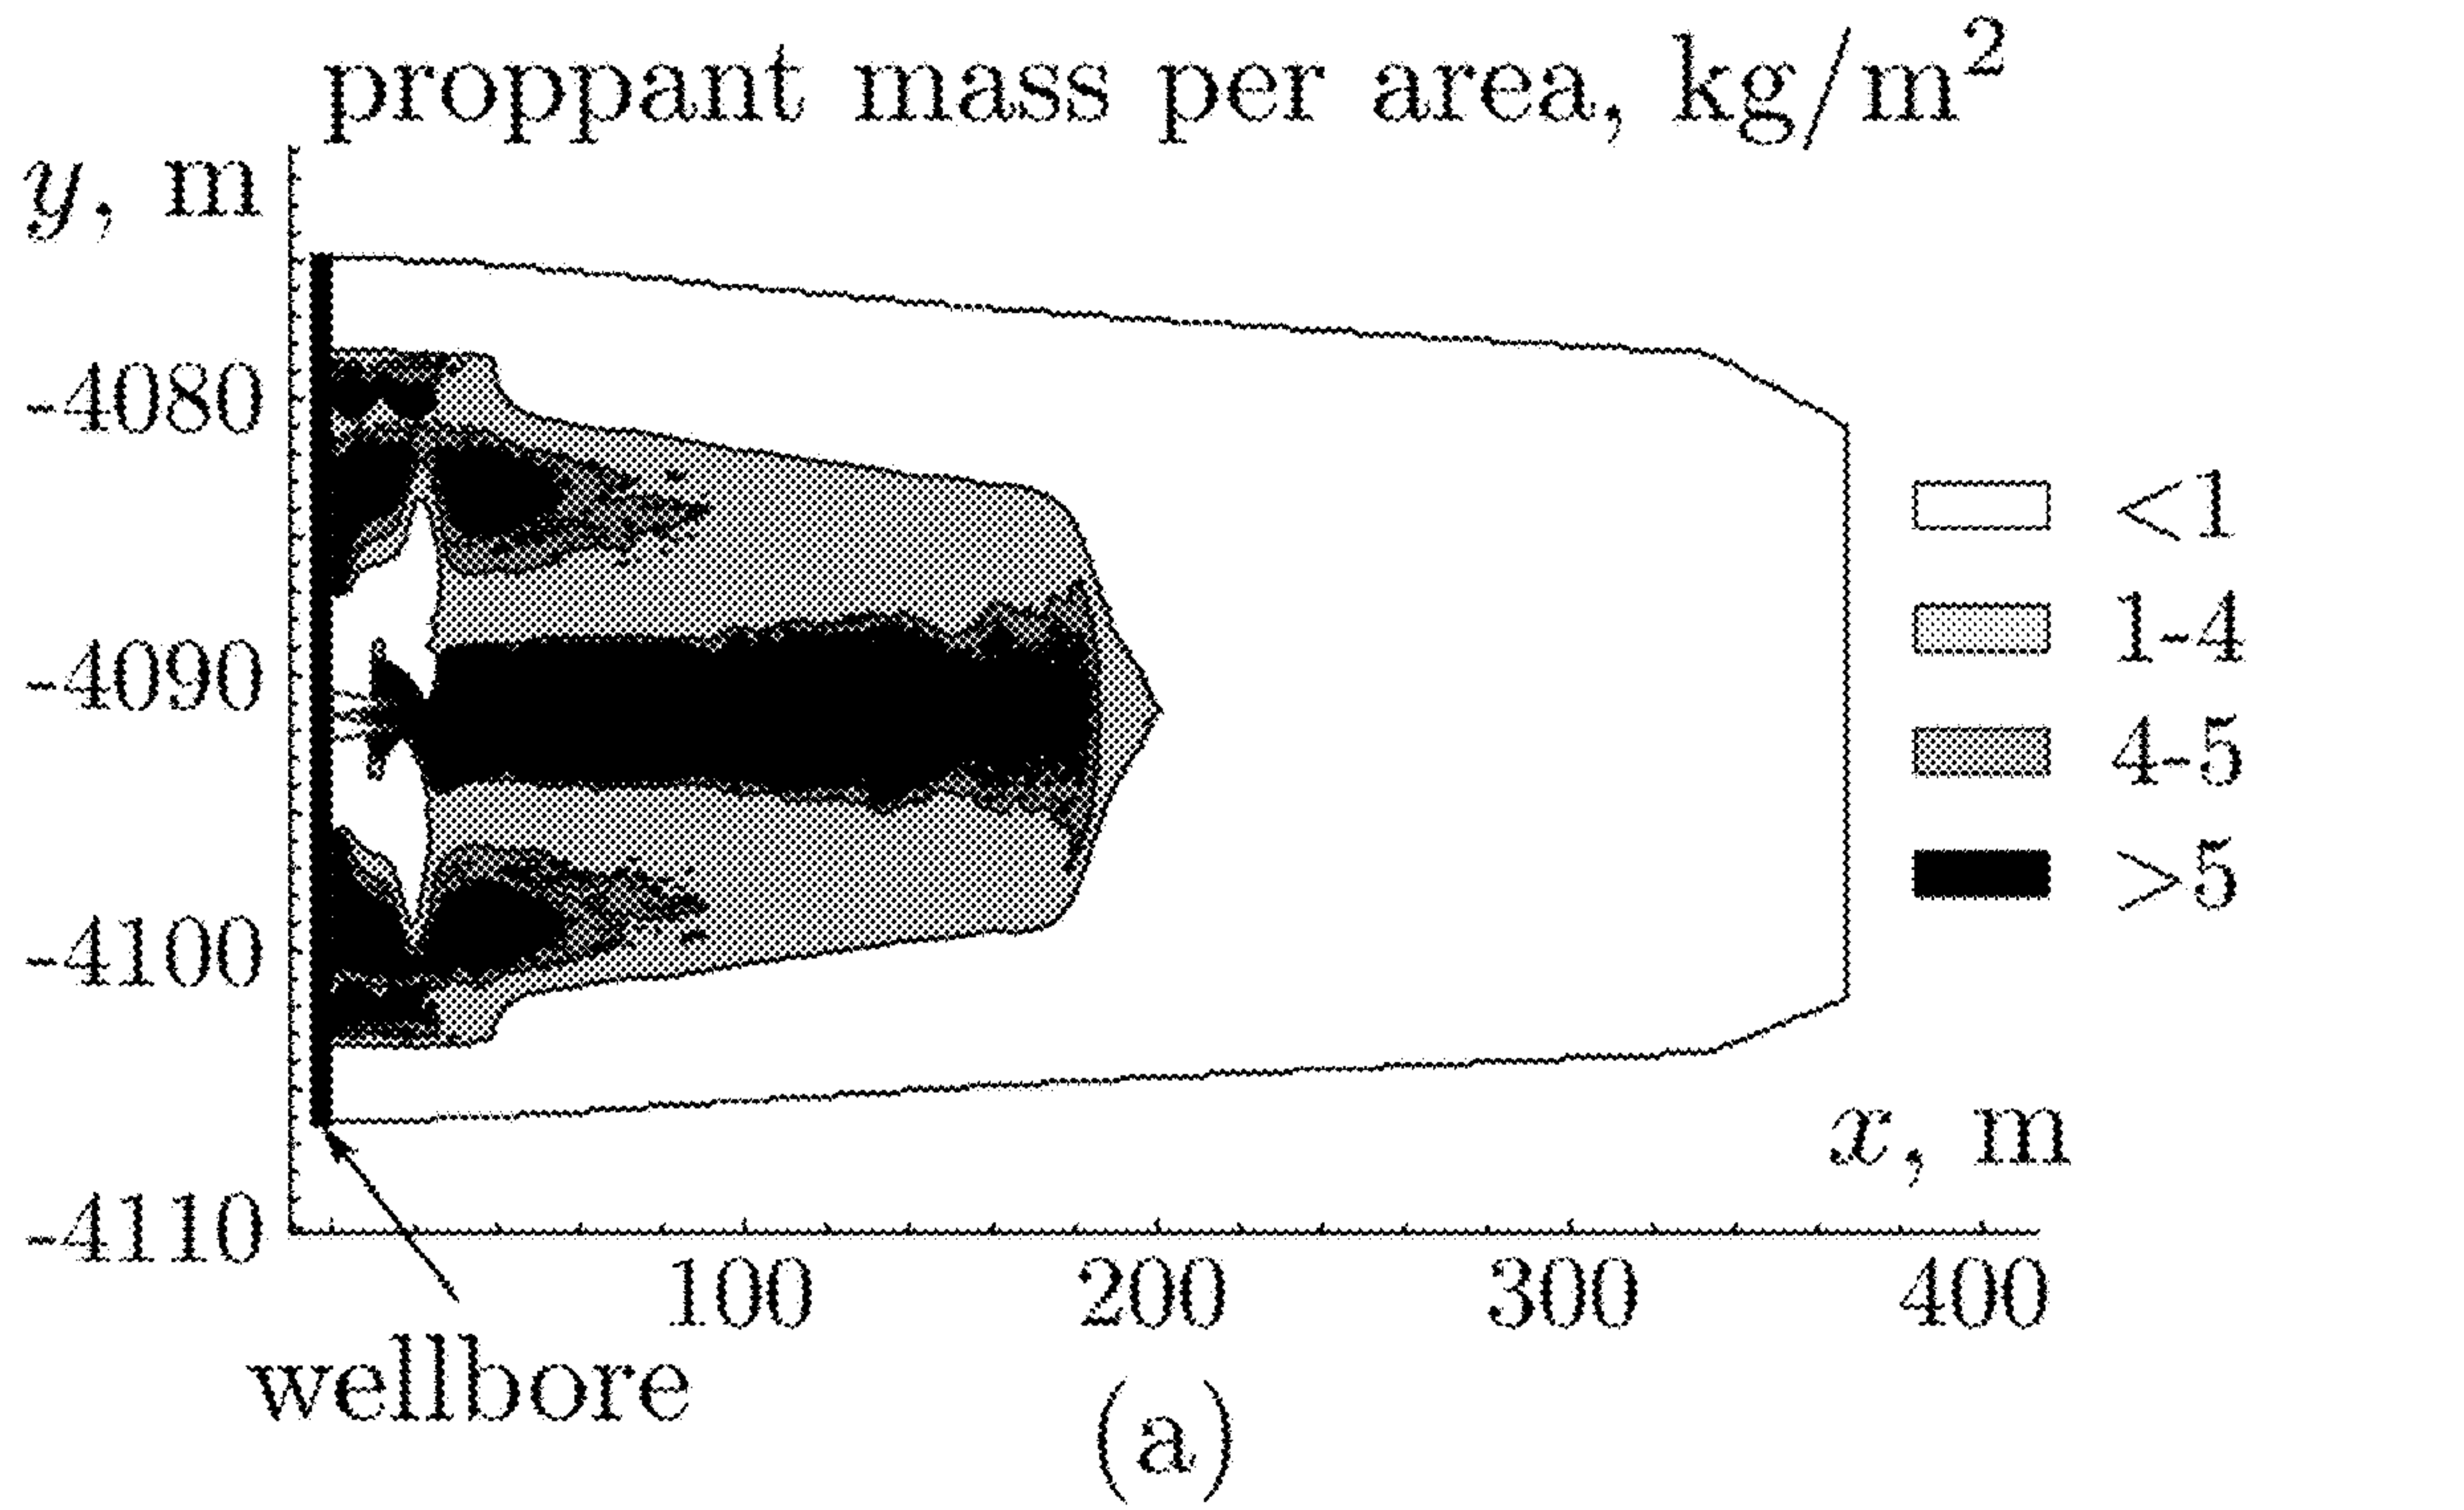 proppant mass per area, kg/m²
y, m
-4080
-4090
-4100
-4110
<1
1-4
4-5
>5
x, m
100 200 300 400
wellbore
(a)